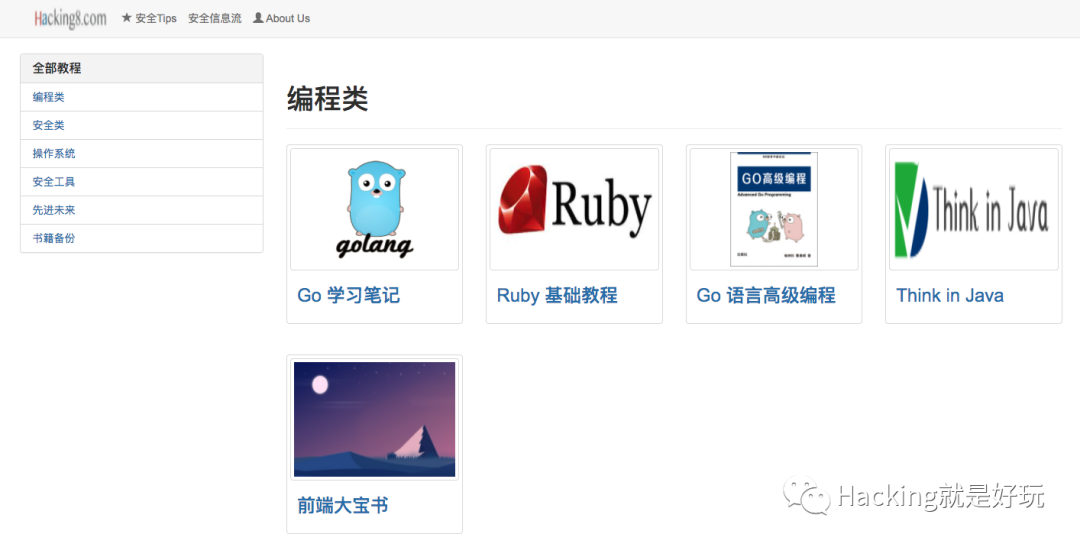 Hacking8.com ★ 安全Tips 安全信息流 About Us
全部教程
编程类
安全类
操作系统
安全工具
先进未来
书籍备份
编程类
golang
Go 学习笔记
Ruby
Ruby 基础教程
GO高级编程
Advanced Go Programming
Go 语言高级编程
Think in Java
Think in Java
前端大宝书
Hacking就是好玩